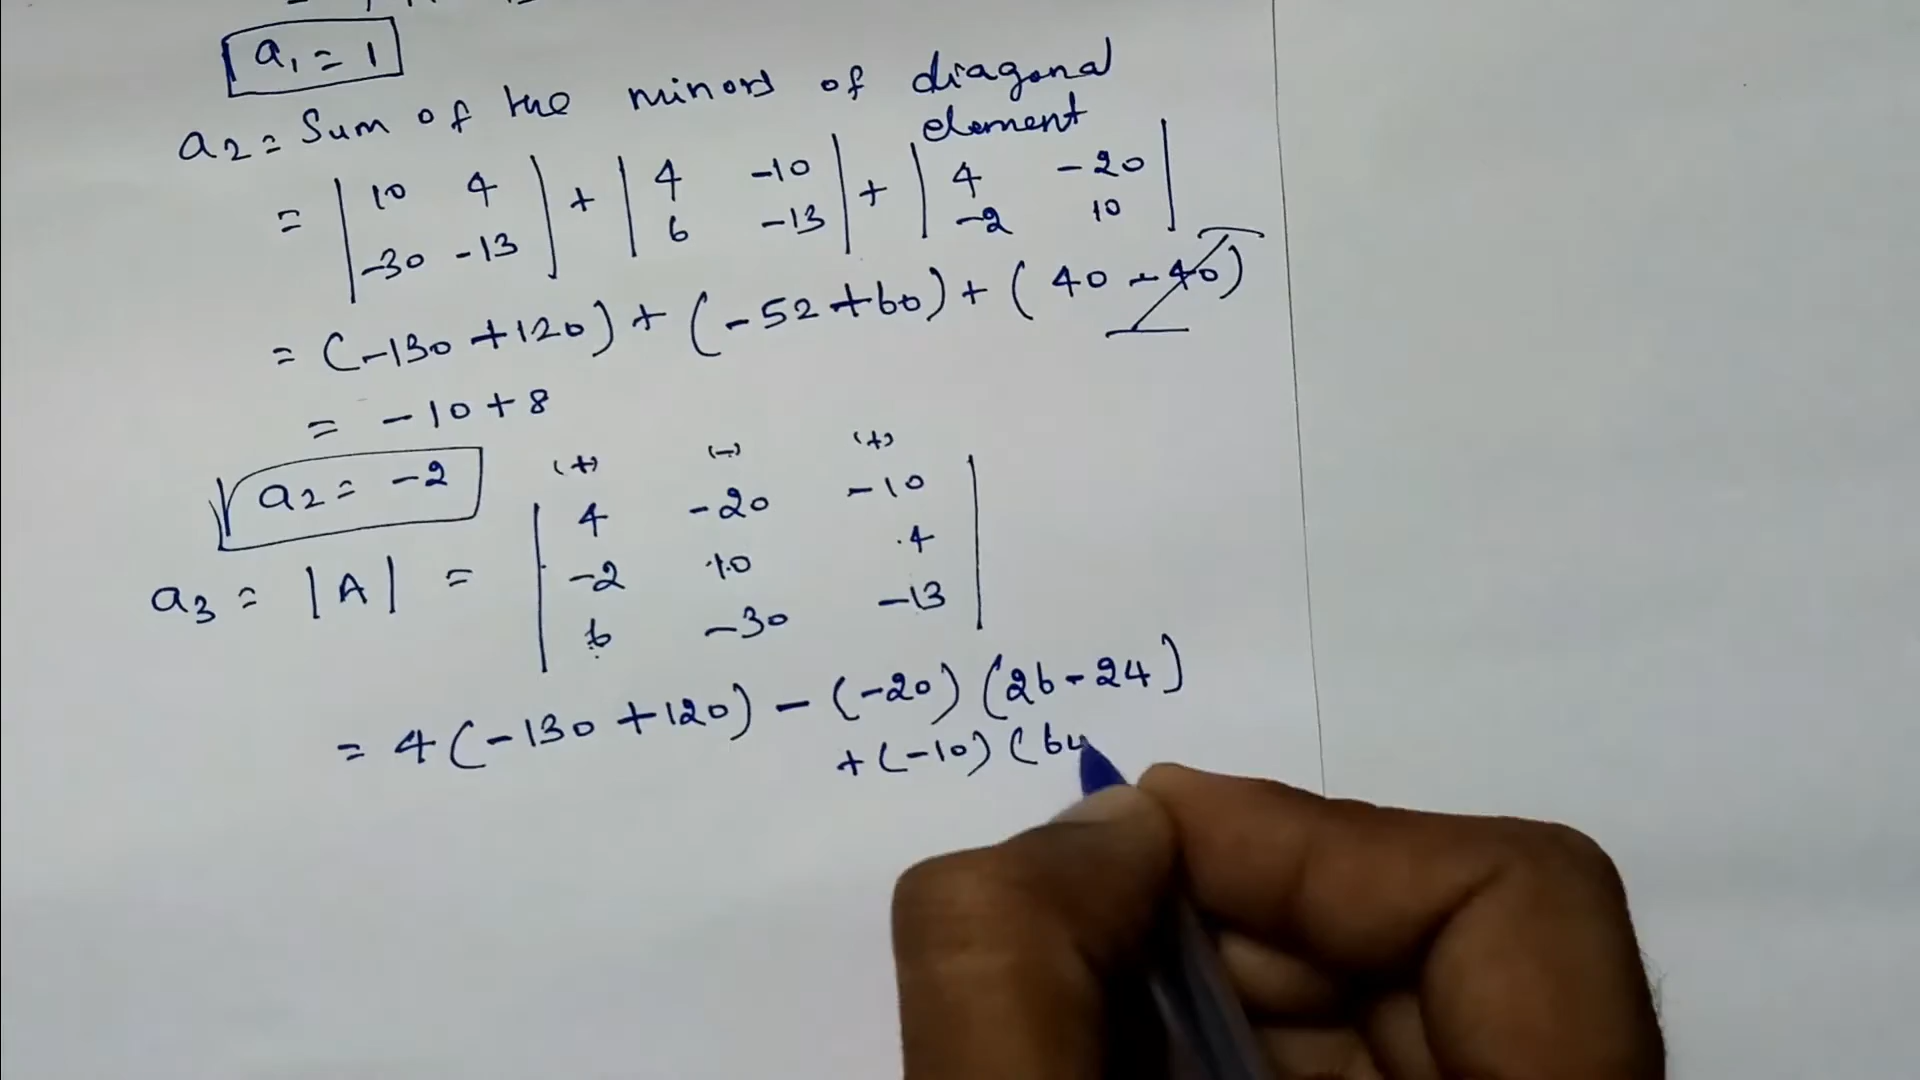 a₁ = 1
a₂ = Sum of the minors of diagonal
element
= | 10 4 | + | 4 -10 | + | 4 -20 |
| -30 -13 | | 6 -13 | | -2 10 |
= (-130 + 120) + (-52 + 60) + (40 - 40)
= -10 + 8
(+) (-) (+)
a₂ = -2
| 4 -20 -10 |
a₃ = |A| = | -2 10 4 |
| 6 -30 -13 |
= 4(-130 + 120) - (-20) (26 - 24)
+ (-10) (6